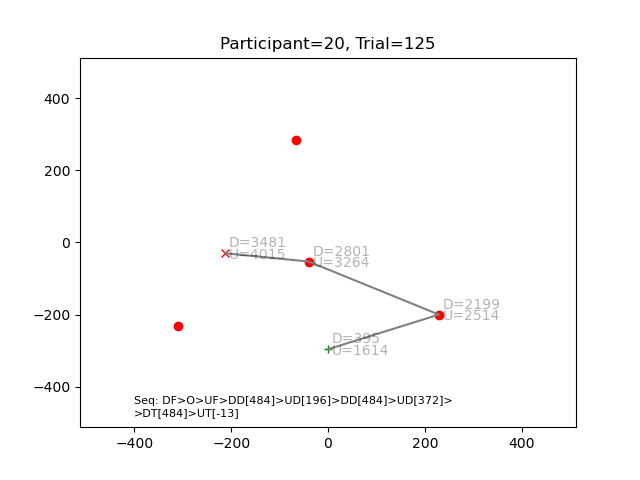 Participant=20, Trial=125
400
200
0
−200
−400
D=3481
U=4015
D=2801
U=3264
D=2199
U=2514
D=395
U=1614
Seq: DF>O>UF>DD[484]>UD[196]>DD[484]>UD[372]>
>DT[484]>UT[-13]
−400 −200 0 200 400